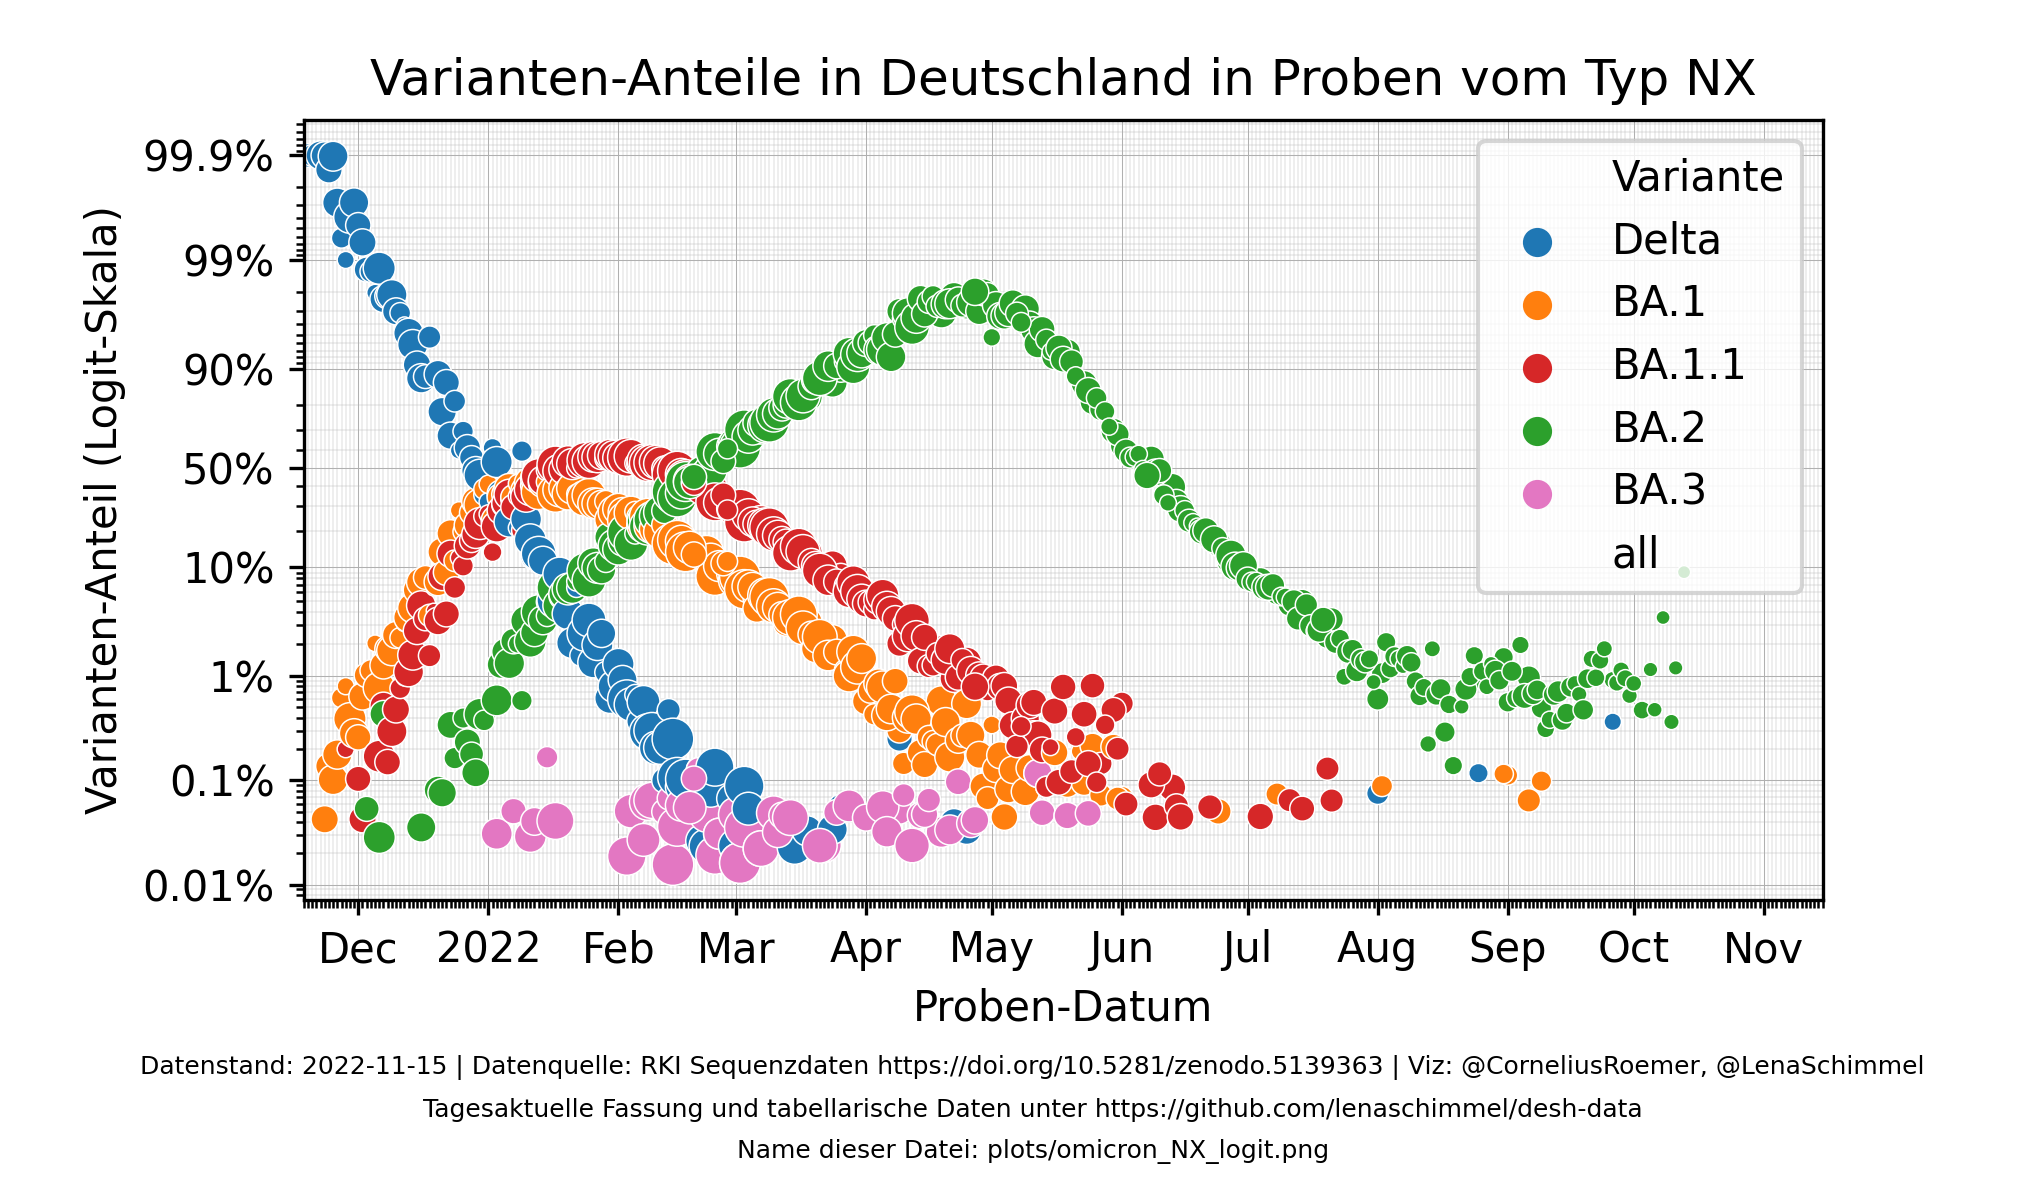 Varianten-Anteile in Deutschland in Proben vom Typ NX
Varianten-Anteil (Logit-Skala)
99.9%
99%
90%
50%
10%
1%
0.1%
0.01%
Variante
Delta
BA.1
BA.1.1
BA.2
BA.3
all
Dec 2022 Feb Mar Apr May Jun Jul Aug Sep Oct Nov
Proben-Datum
Datenstand: 2022-11-15 | Datenquelle: RKI Sequenzdaten https://doi.org/10.5281/zenodo.5139363 | Viz: @CorneliusRoemer, @LenaSchimmel
Tagesaktuelle Fassung und tabellarische Daten unter https://github.com/lenaschimmel/desh-data
Name dieser Datei: plots/omicron_NX_logit.png